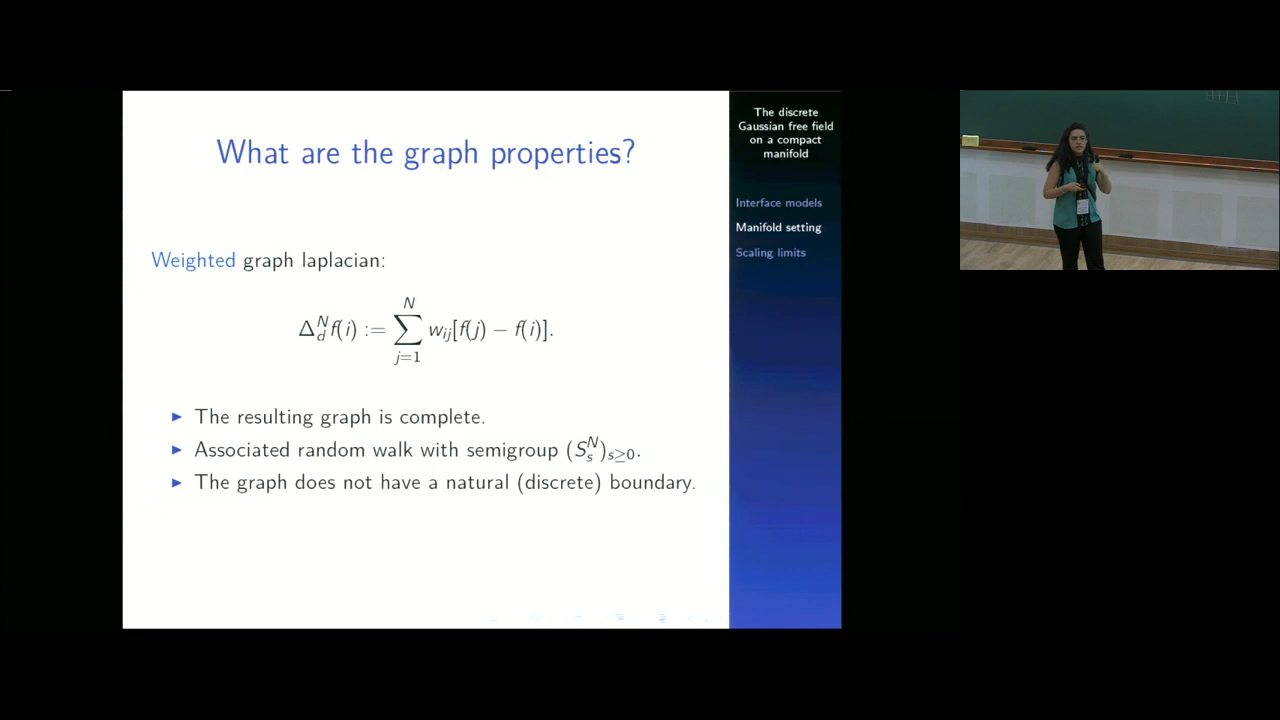 What are the graph properties?
Weighted graph laplacian:
N
Δ_d^N f(i) := ∑ w_ij[f(j) − f(i)].
j=1
▶ The resulting graph is complete.
▶ Associated random walk with semigroup (S_s^N)_{s≥0}.
▶ The graph does not have a natural (discrete) boundary.
The discrete
Gaussian free field
on a compact
manifold
Interface models
Manifold setting
Scaling limits